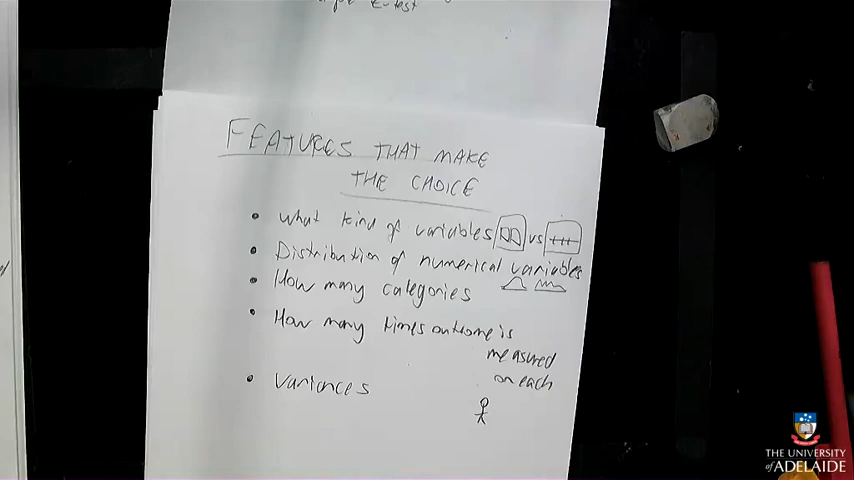 t-test
FEATURES THAT MAKE
THE CHOICE
• What kind of variables vs
• Distribution of numerical variables
• How many categories
• How many times outcome is
measured
on each
• Variances
THE UNIVERSITY
of ADELAIDE